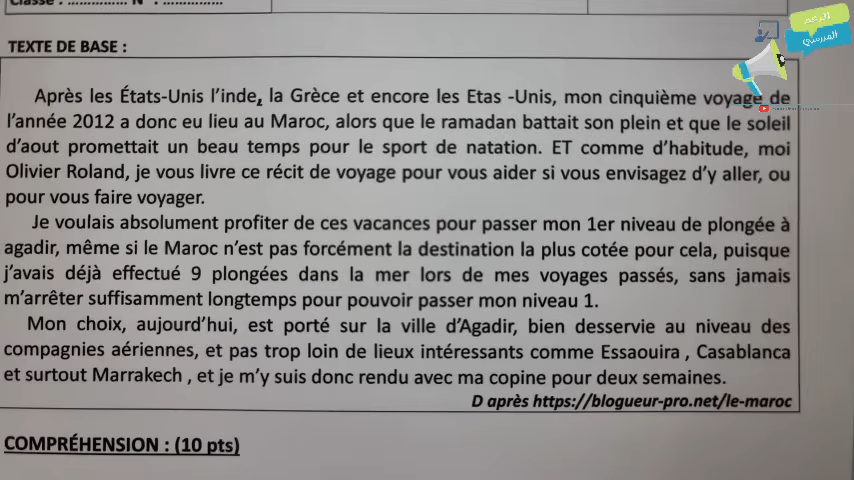 Classe : .............. N° : ..............
TEXTE DE BASE :
Après les États-Unis l'inde, la Grèce et encore les Etas -Unis, mon cinquième voyage de
l'année 2012 a donc eu lieu au Maroc, alors que le ramadan battait son plein et que le soleil
d'aout promettait un beau temps pour le sport de natation. ET comme d'habitude, moi
Olivier Roland, je vous livre ce récit de voyage pour vous aider si vous envisagez d'y aller, ou
pour vous faire voyager.
Je voulais absolument profiter de ces vacances pour passer mon 1er niveau de plongée à
agadir, même si le Maroc n'est pas forcément la destination la plus cotée pour cela, puisque
j'avais déjà effectué 9 plongées dans la mer lors de mes voyages passés, sans jamais
m'arrêter suffisamment longtemps pour pouvoir passer mon niveau 1.
Mon choix, aujourd'hui, est porté sur la ville d'Agadir, bien desservie au niveau des
compagnies aériennes, et pas trop loin de lieux intéressants comme Essaouira , Casablanca
et surtout Marrakech , et je m'y suis donc rendu avec ma copine pour deux semaines.
D après https://blogueur-pro.net/le-maroc
COMPRÉHENSION : (10 pts)
الدعم
المدرسي